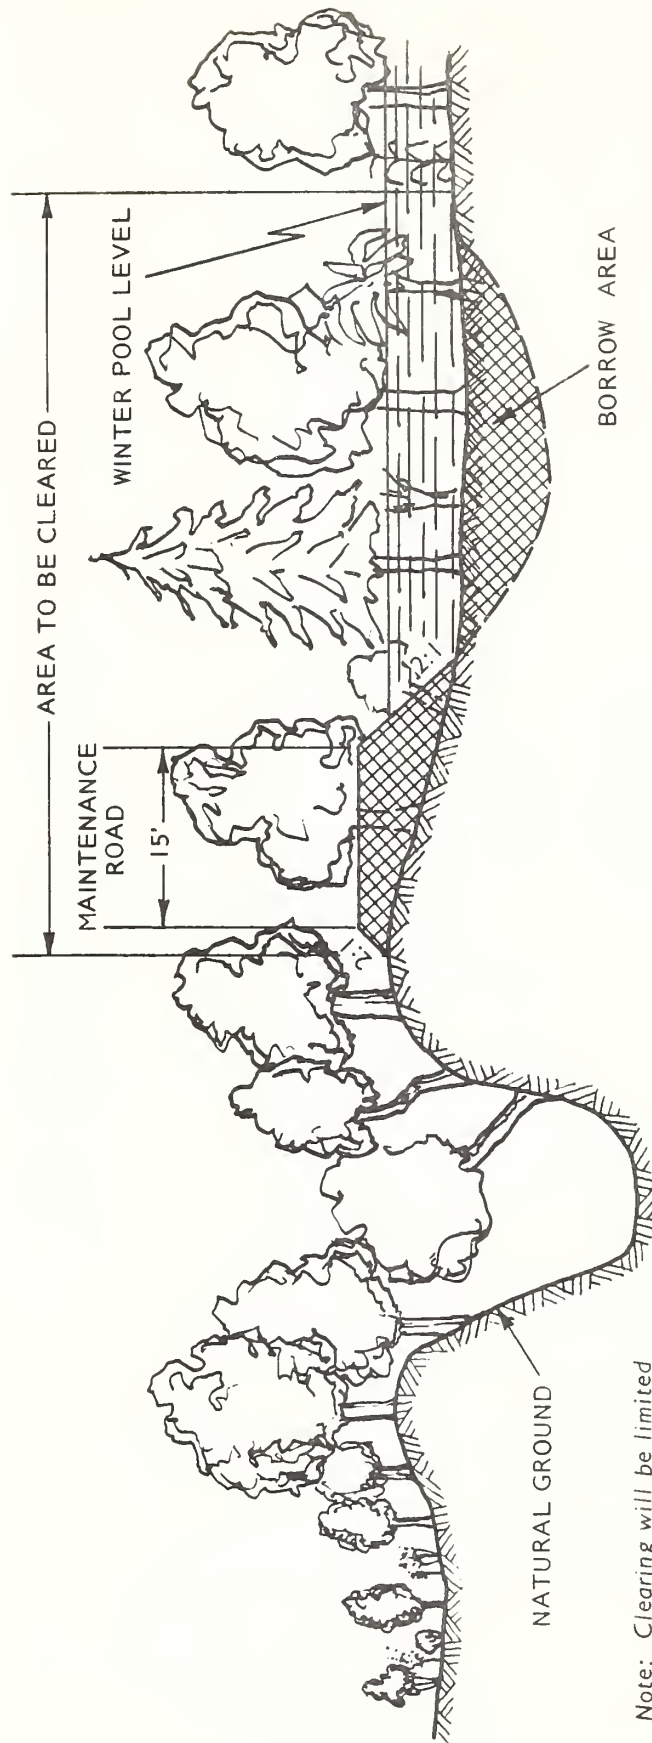 AREA TO BE CLEARED
MAINTENANCE
ROAD
15'
WINTER POOL LEVEL
2:1
2:1
BORROW AREA
NATURAL GROUND
Note: Clearing will be limited